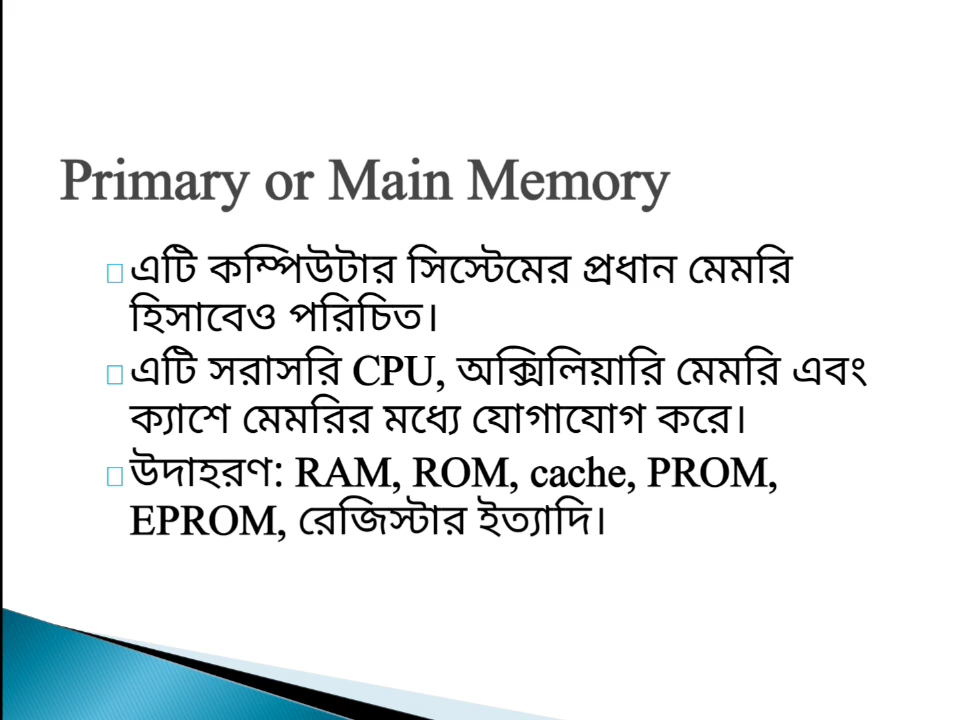 Primary or Main Memory
এটি কম্পিউটার সিস্টেমের প্রধান মেমরি
হিসাবেও পরিচিত।
এটি সরাসরি CPU, অক্সিলিয়ারি মেমরি এবং
ক্যাশে মেমরির মধ্যে যোগাযোগ করে।
উদাহরণ: RAM, ROM, cache, PROM,
EPROM, রেজিস্টার ইত্যাদি।